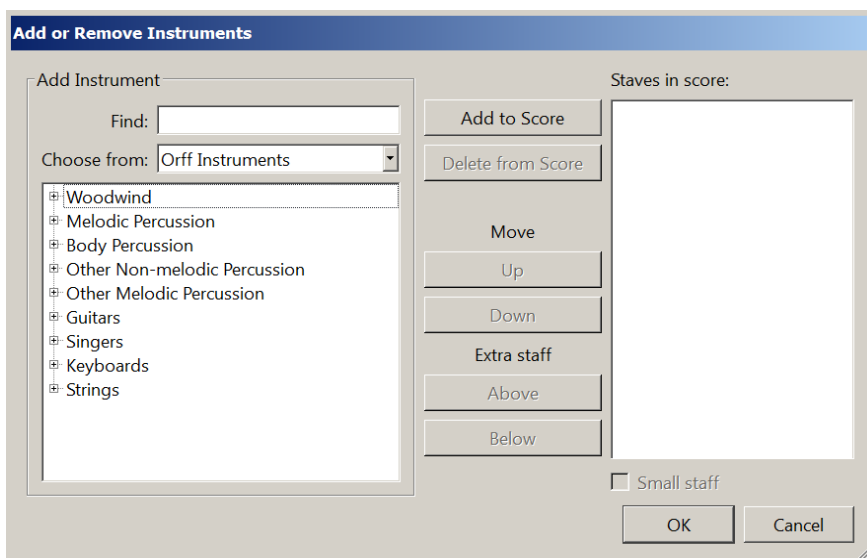 Add or Remove Instruments
Add Instrument
Find:
Choose from: Orff Instruments
Woodwind
Melodic Percussion
Body Percussion
Other Non-melodic Percussion
Other Melodic Percussion
Guitars
Singers
Keyboards
Strings
Add to Score
Delete from Score
Move
Up
Down
Extra staff
Above
Below
Staves in score:
Small staff
OK
Cancel